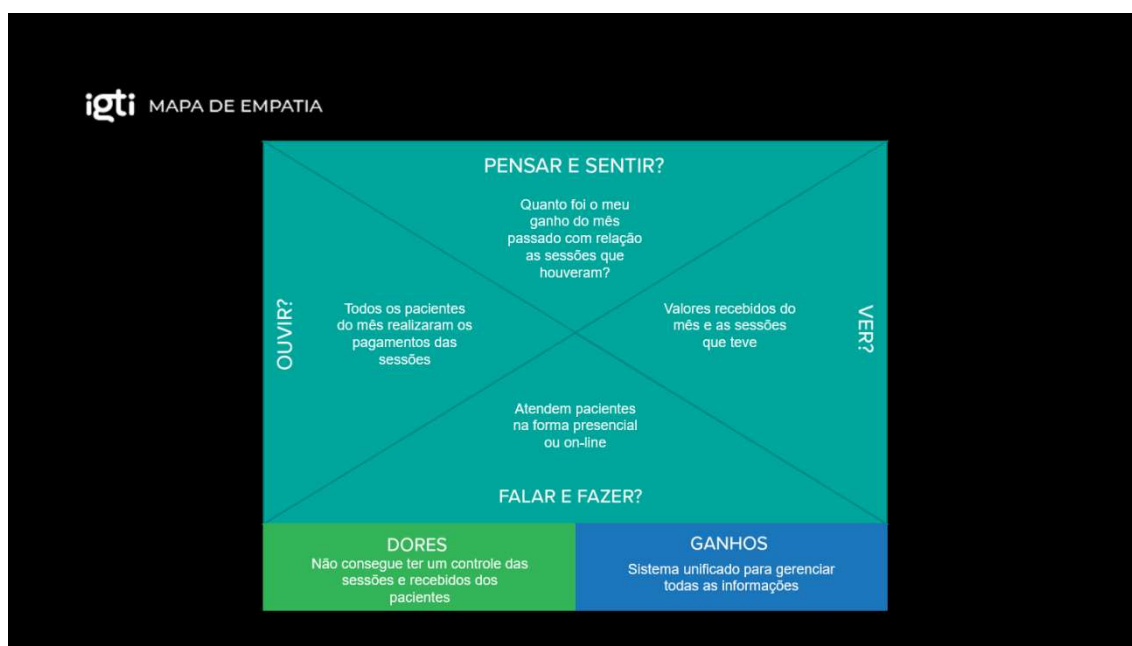 igti MAPA DE EMPATIA
PENSAR E SENTIR?
Quanto foi o meu
ganho do mês
passado com relação
as sessões que
houveram?
OUVIR?
Todos os pacientes
do mês realizaram os
pagamentos das
sessões
Valores recebidos do
mês e as sessões
que teve
VER?
Atendem pacientes
na forma presencial
ou on-line
FALAR E FAZER?
DORES
Não consegue ter um controle das
sessões e recebidos dos
pacientes
GANHOS
Sistema unificado para gerenciar
todas as informações